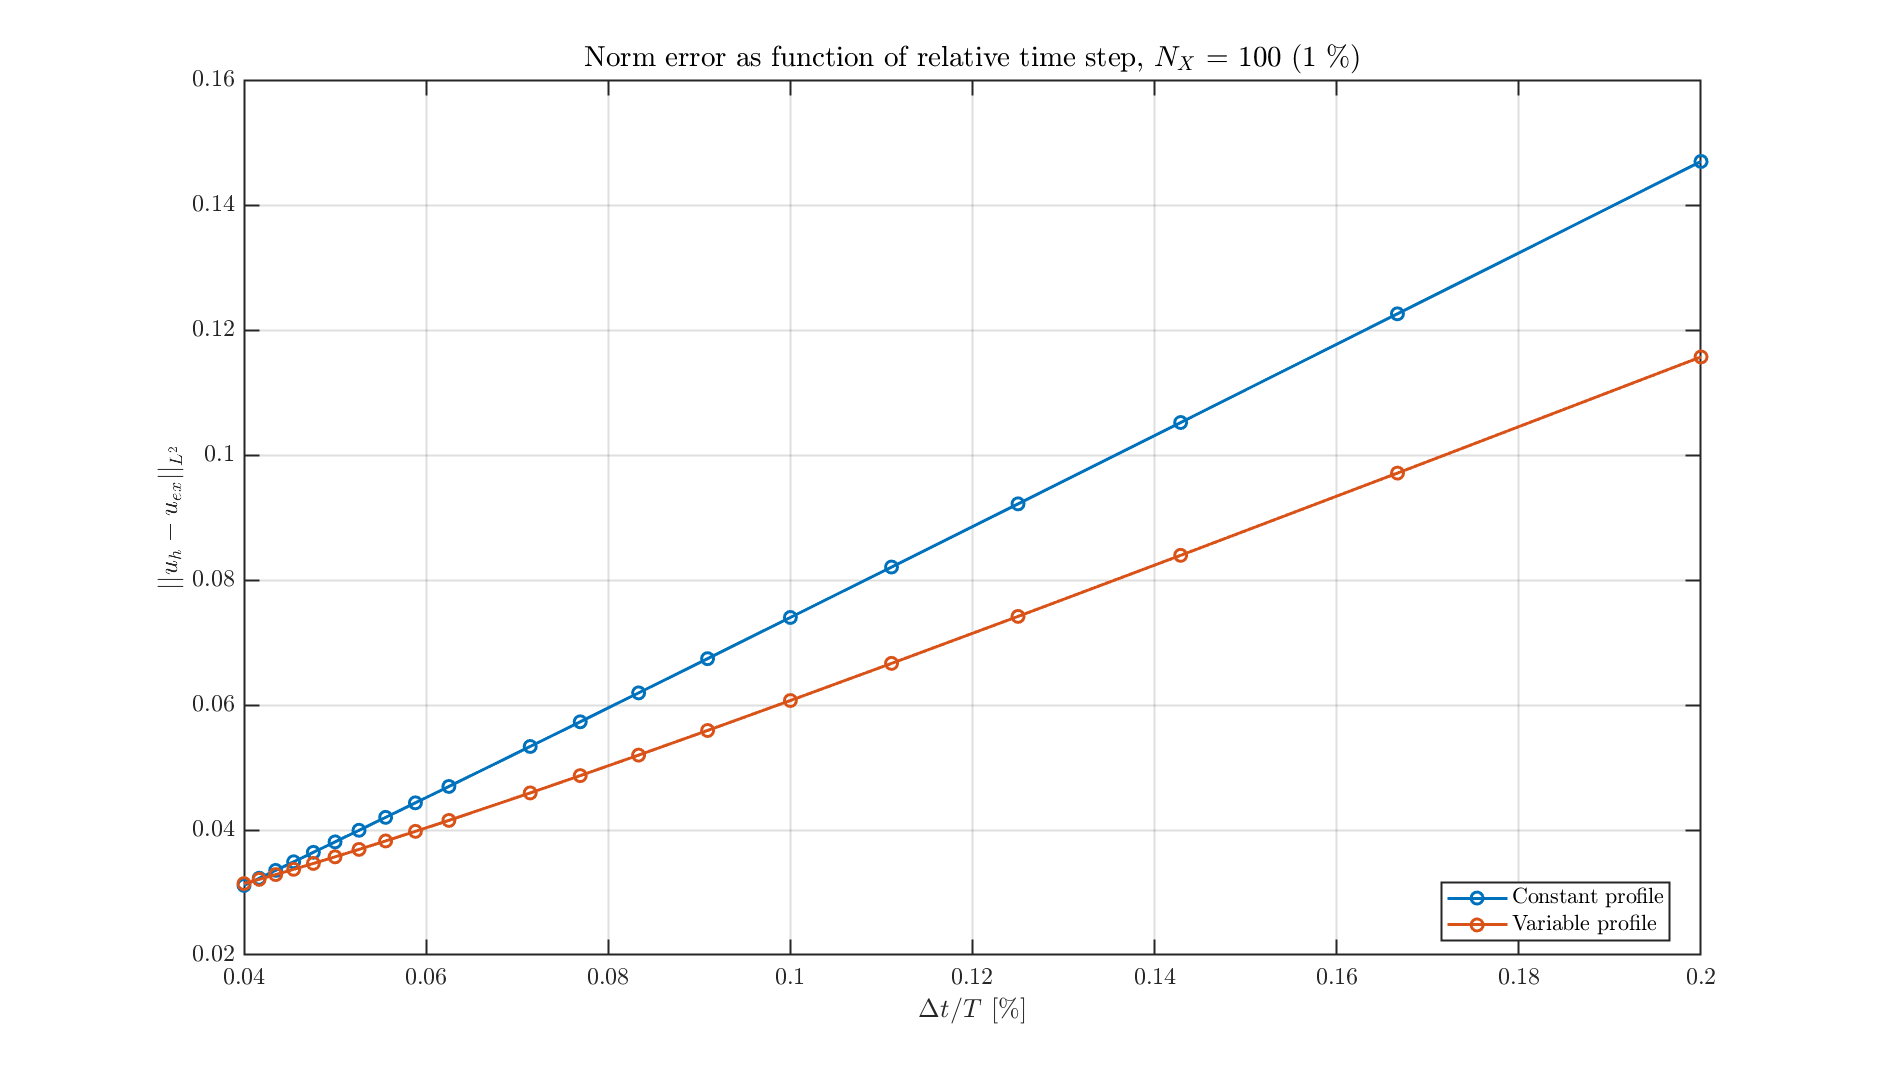 Norm error as function of relative time step, N_X = 100 (1 %)
0.16
0.14
0.12
0.1
0.08
0.06
0.04
0.02
||u_h − u_ex||_L²
0.04 0.06 0.08 0.1 0.12 0.14 0.16 0.18 0.2
Δt/T [%]
Constant profile
Variable profile